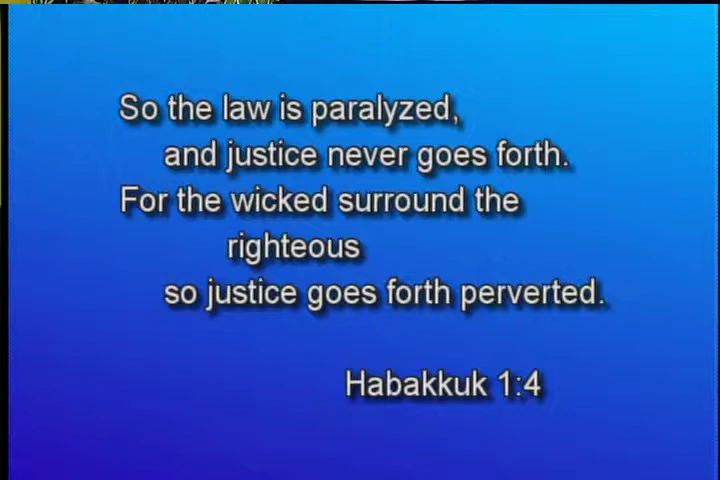 So the law is paralyzed,
and justice never goes forth.
For the wicked surround the
righteous
so justice goes forth perverted.
Habakkuk 1:4